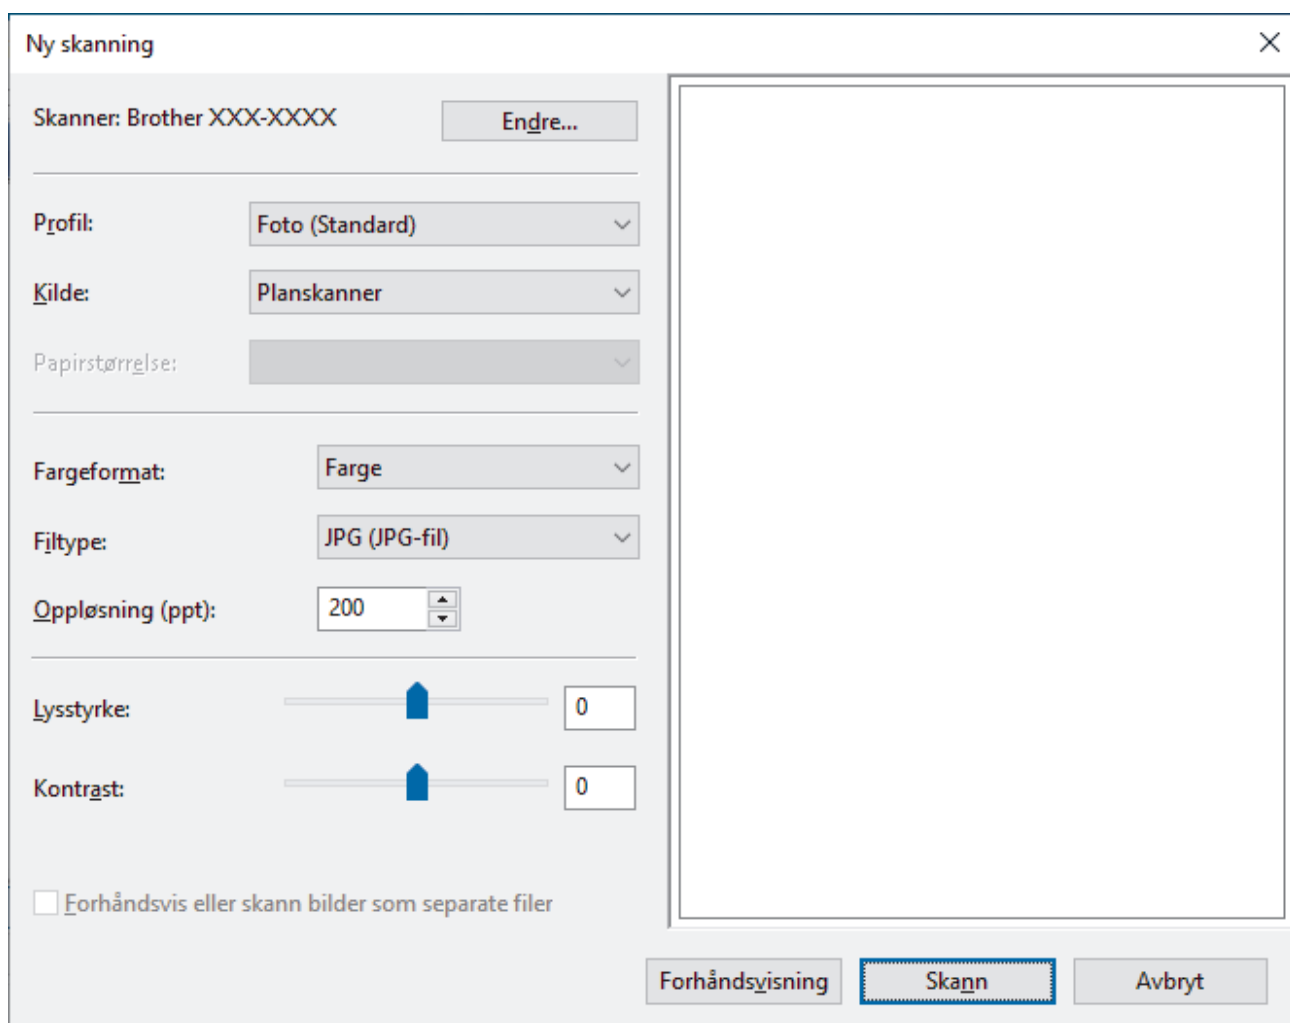 Ny skanning
Skanner: Brother XXX-XXXX
Endre...
Profil:
Foto (Standard)
Kilde:
Planskanner
Papirstørrelse:
Fargeformat:
Farge
Filtype:
JPG (JPG-fil)
Oppløsning (ppt):
200
Lysstyrke:
0
Kontrast:
0
Forhåndsvis eller skann bilder som separate filer
Forhåndsvisning
Skann
Avbryt